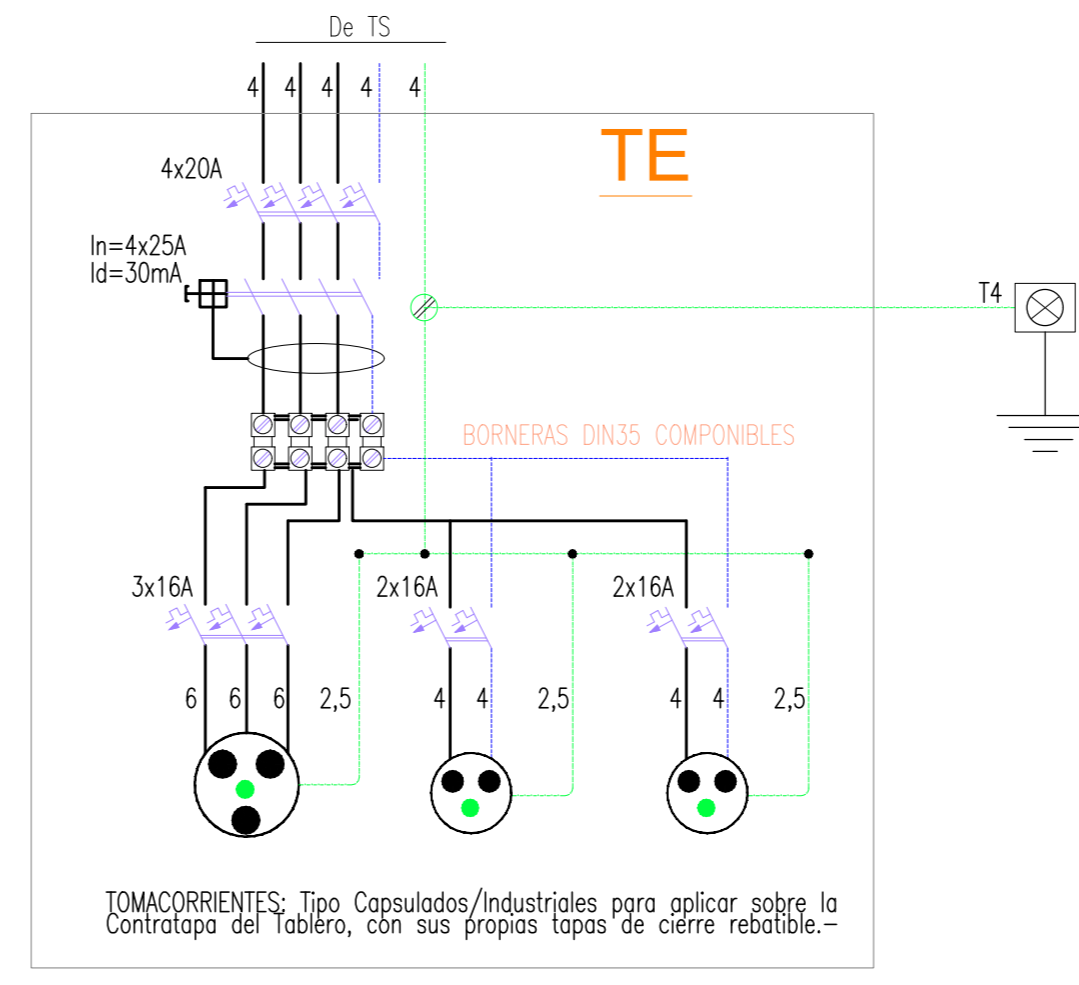 De TS
4 4 4 4 4
TE
4x20A
In=4x25A
Id=30mA
T4
BORNERAS DIN35 COMPONIBLES
3x16A 2x16A 2x16A
6 6 6 2,5 4 4 2,5 4 4 2,5
TOMACORRIENTES: Tipo Capsulados/Industriales para aplicar sobre la
Contratapa del Tablero, con sus propias tapas de cierre rebatible.–